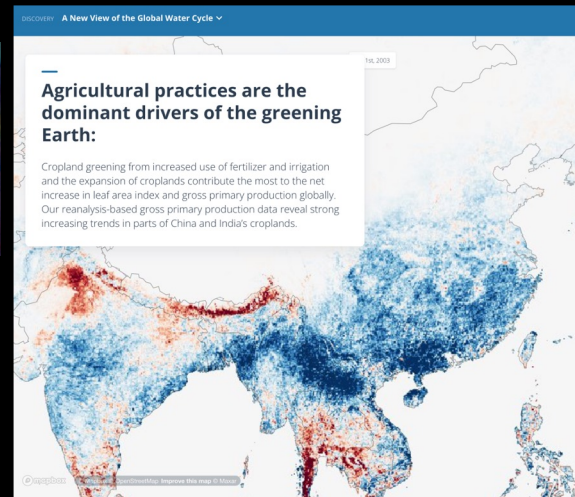 DISCOVERY A New View of the Global Water Cycle
1st, 2003
Agricultural practices are the
dominant drivers of the greening
Earth:
Cropland greening from increased use of fertilizer and irrigation
and the expansion of croplands contribute the most to the net
increase in leaf area index and gross primary production globally.
Our reanalysis-based gross primary production data reveal strong
increasing trends in parts of China and India's croplands.
mapbox OpenStreetMap Improve this map © Maxar